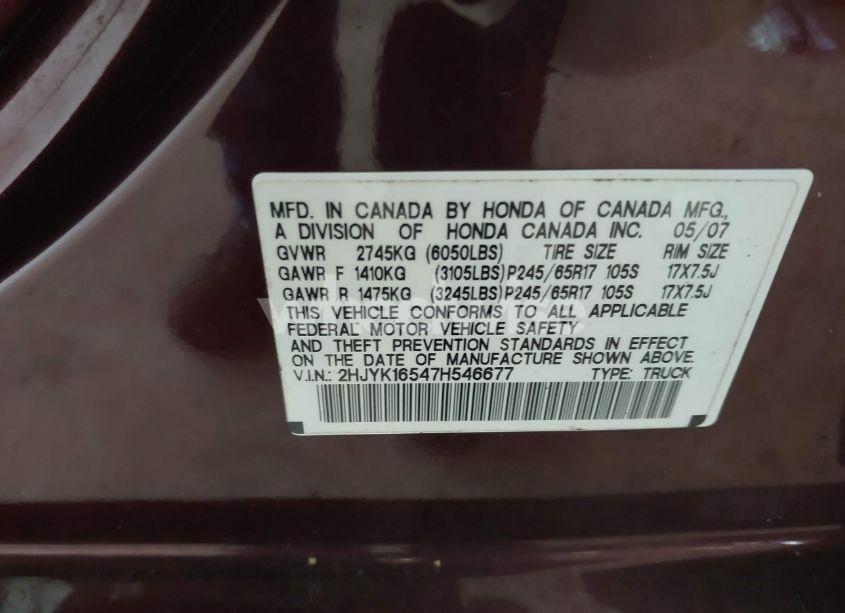 MFD. IN CANADA BY HONDA OF CANADA MFG.,
A DIVISION OF HONDA CANADA INC. 05/07
GVWR 2745KG (6050LBS) TIRE SIZE RIM SIZE
GAWR F 1410KG (3105LBS) P245/65R17 105S 17X7.5J
GAWR R 1475KG (3245LBS) P245/65R17 105S 17X7.5J
THIS VEHICLE CONFORMS TO ALL APPLICABLE
FEDERAL MOTOR VEHICLE SAFETY
AND THEFT PREVENTION STANDARDS IN EFFECT
ON THE DATE OF MANUFACTURE SHOWN ABOVE.
V.I.N.: 2HJYK16547H546677 TYPE: TRUCK